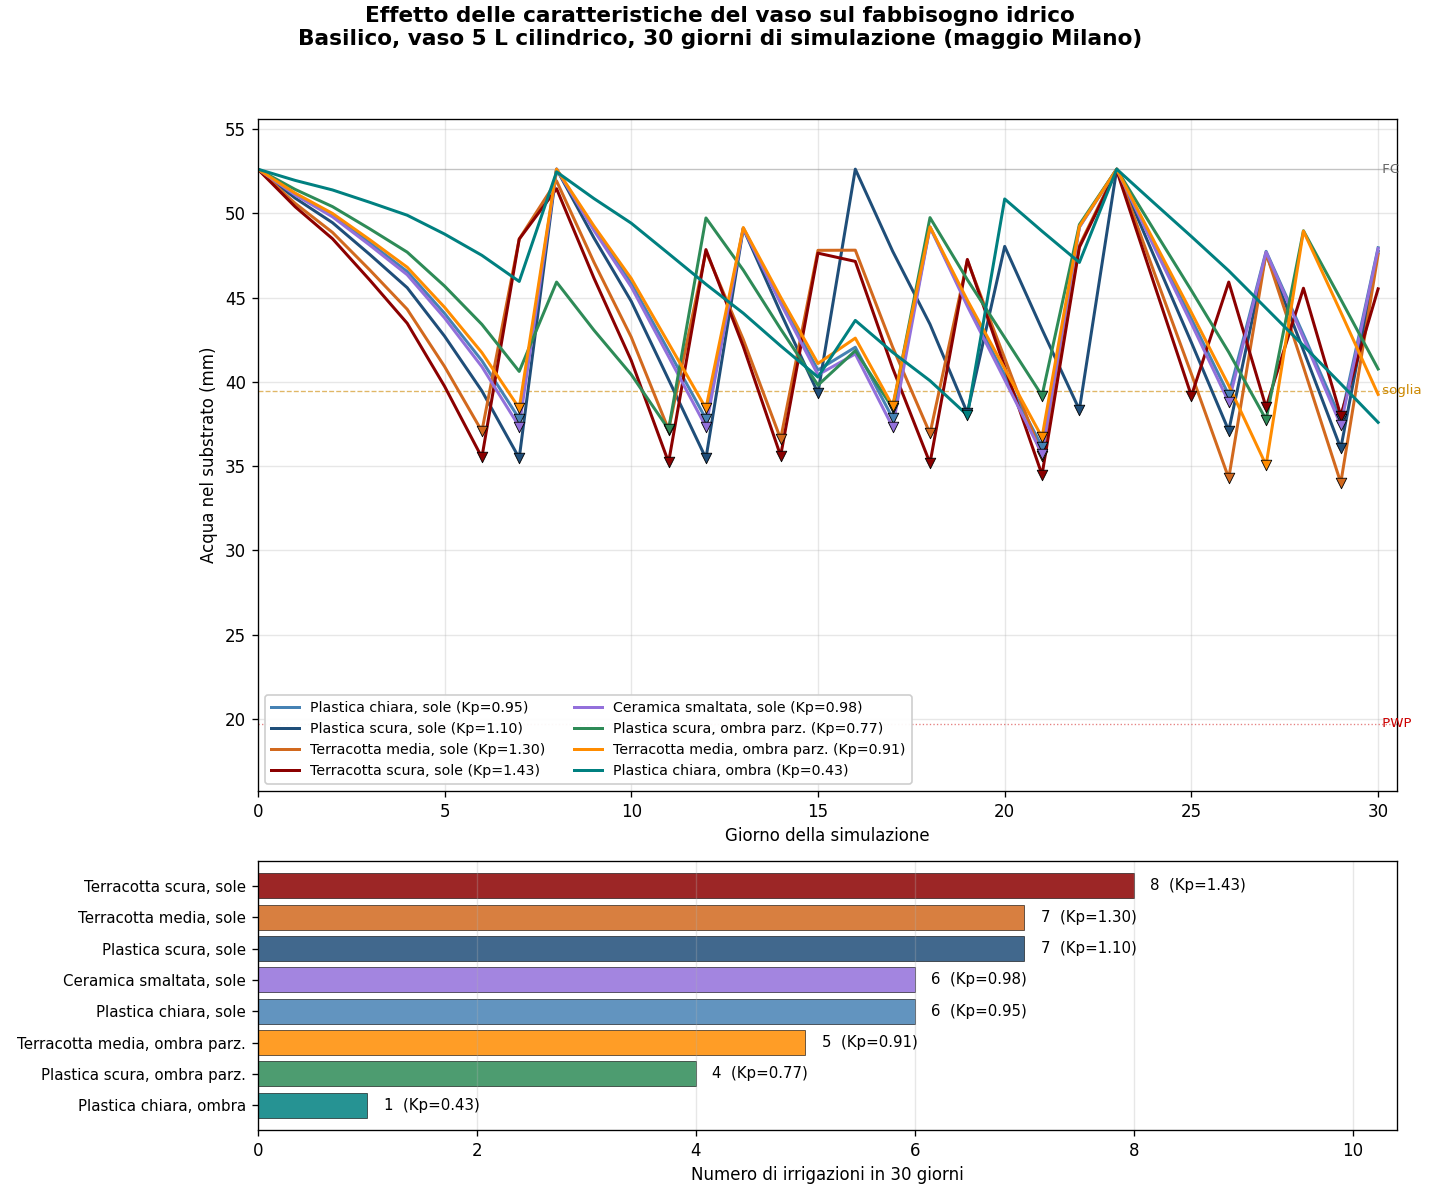 Effetto delle caratteristiche del vaso sul fabbisogno idrico
Basilico, vaso 5 L cilindrico, 30 giorni di simulazione (maggio Milano)
55
50
45
40
35
30
25
20
Acqua nel substrato (mm)
FC
soglia
PWP
Plastica chiara, sole (Kp=0.95)
Plastica scura, sole (Kp=1.10)
Terracotta media, sole (Kp=1.30)
Terracotta scura, sole (Kp=1.43)
Ceramica smaltata, sole (Kp=0.98)
Plastica scura, ombra parz. (Kp=0.77)
Terracotta media, ombra parz. (Kp=0.91)
Plastica chiara, ombra (Kp=0.43)
0 5 10 15 20 25 30
Giorno della simulazione
Terracotta scura, sole 8 (Kp=1.43)
Terracotta media, sole 7 (Kp=1.30)
Plastica scura, sole 7 (Kp=1.10)
Ceramica smaltata, sole 6 (Kp=0.98)
Plastica chiara, sole 6 (Kp=0.95)
Terracotta media, ombra parz. 5 (Kp=0.91)
Plastica scura, ombra parz. 4 (Kp=0.77)
Plastica chiara, ombra 1 (Kp=0.43)
0 2 4 6 8 10
Numero di irrigazioni in 30 giorni